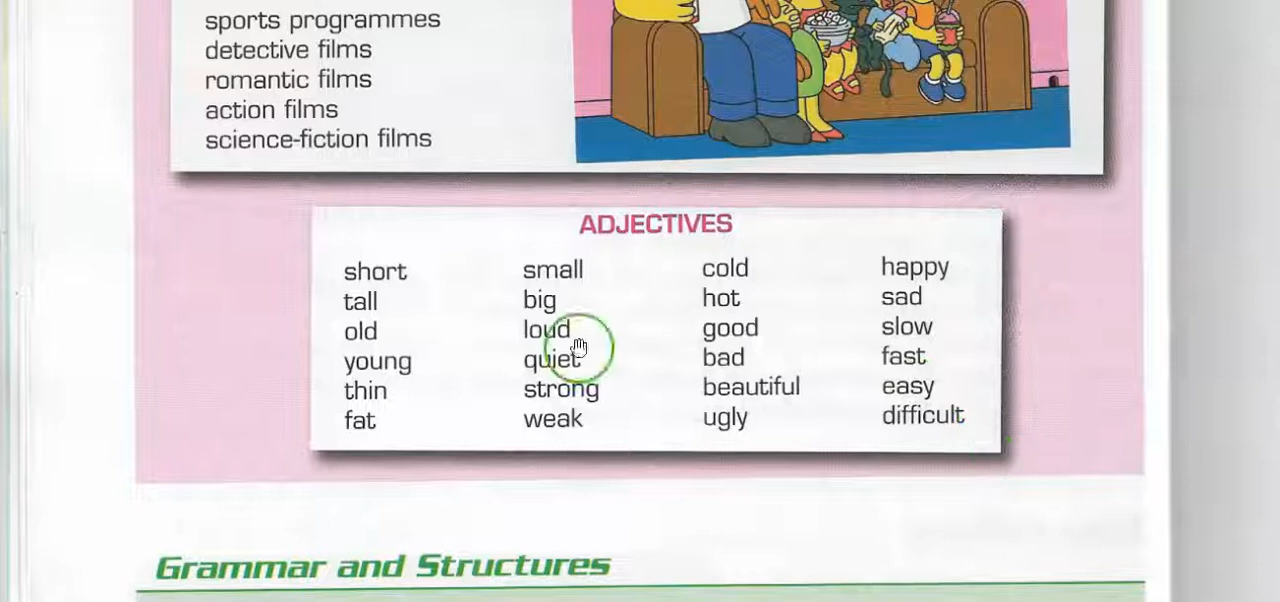 sports programmes
detective films
romantic films
action films
science-fiction films
ADJECTIVES
short small cold happy
tall big hot sad
old loud good slow
young quiet bad fast
thin strong beautiful easy
fat weak ugly difficult
Grammar and Structures